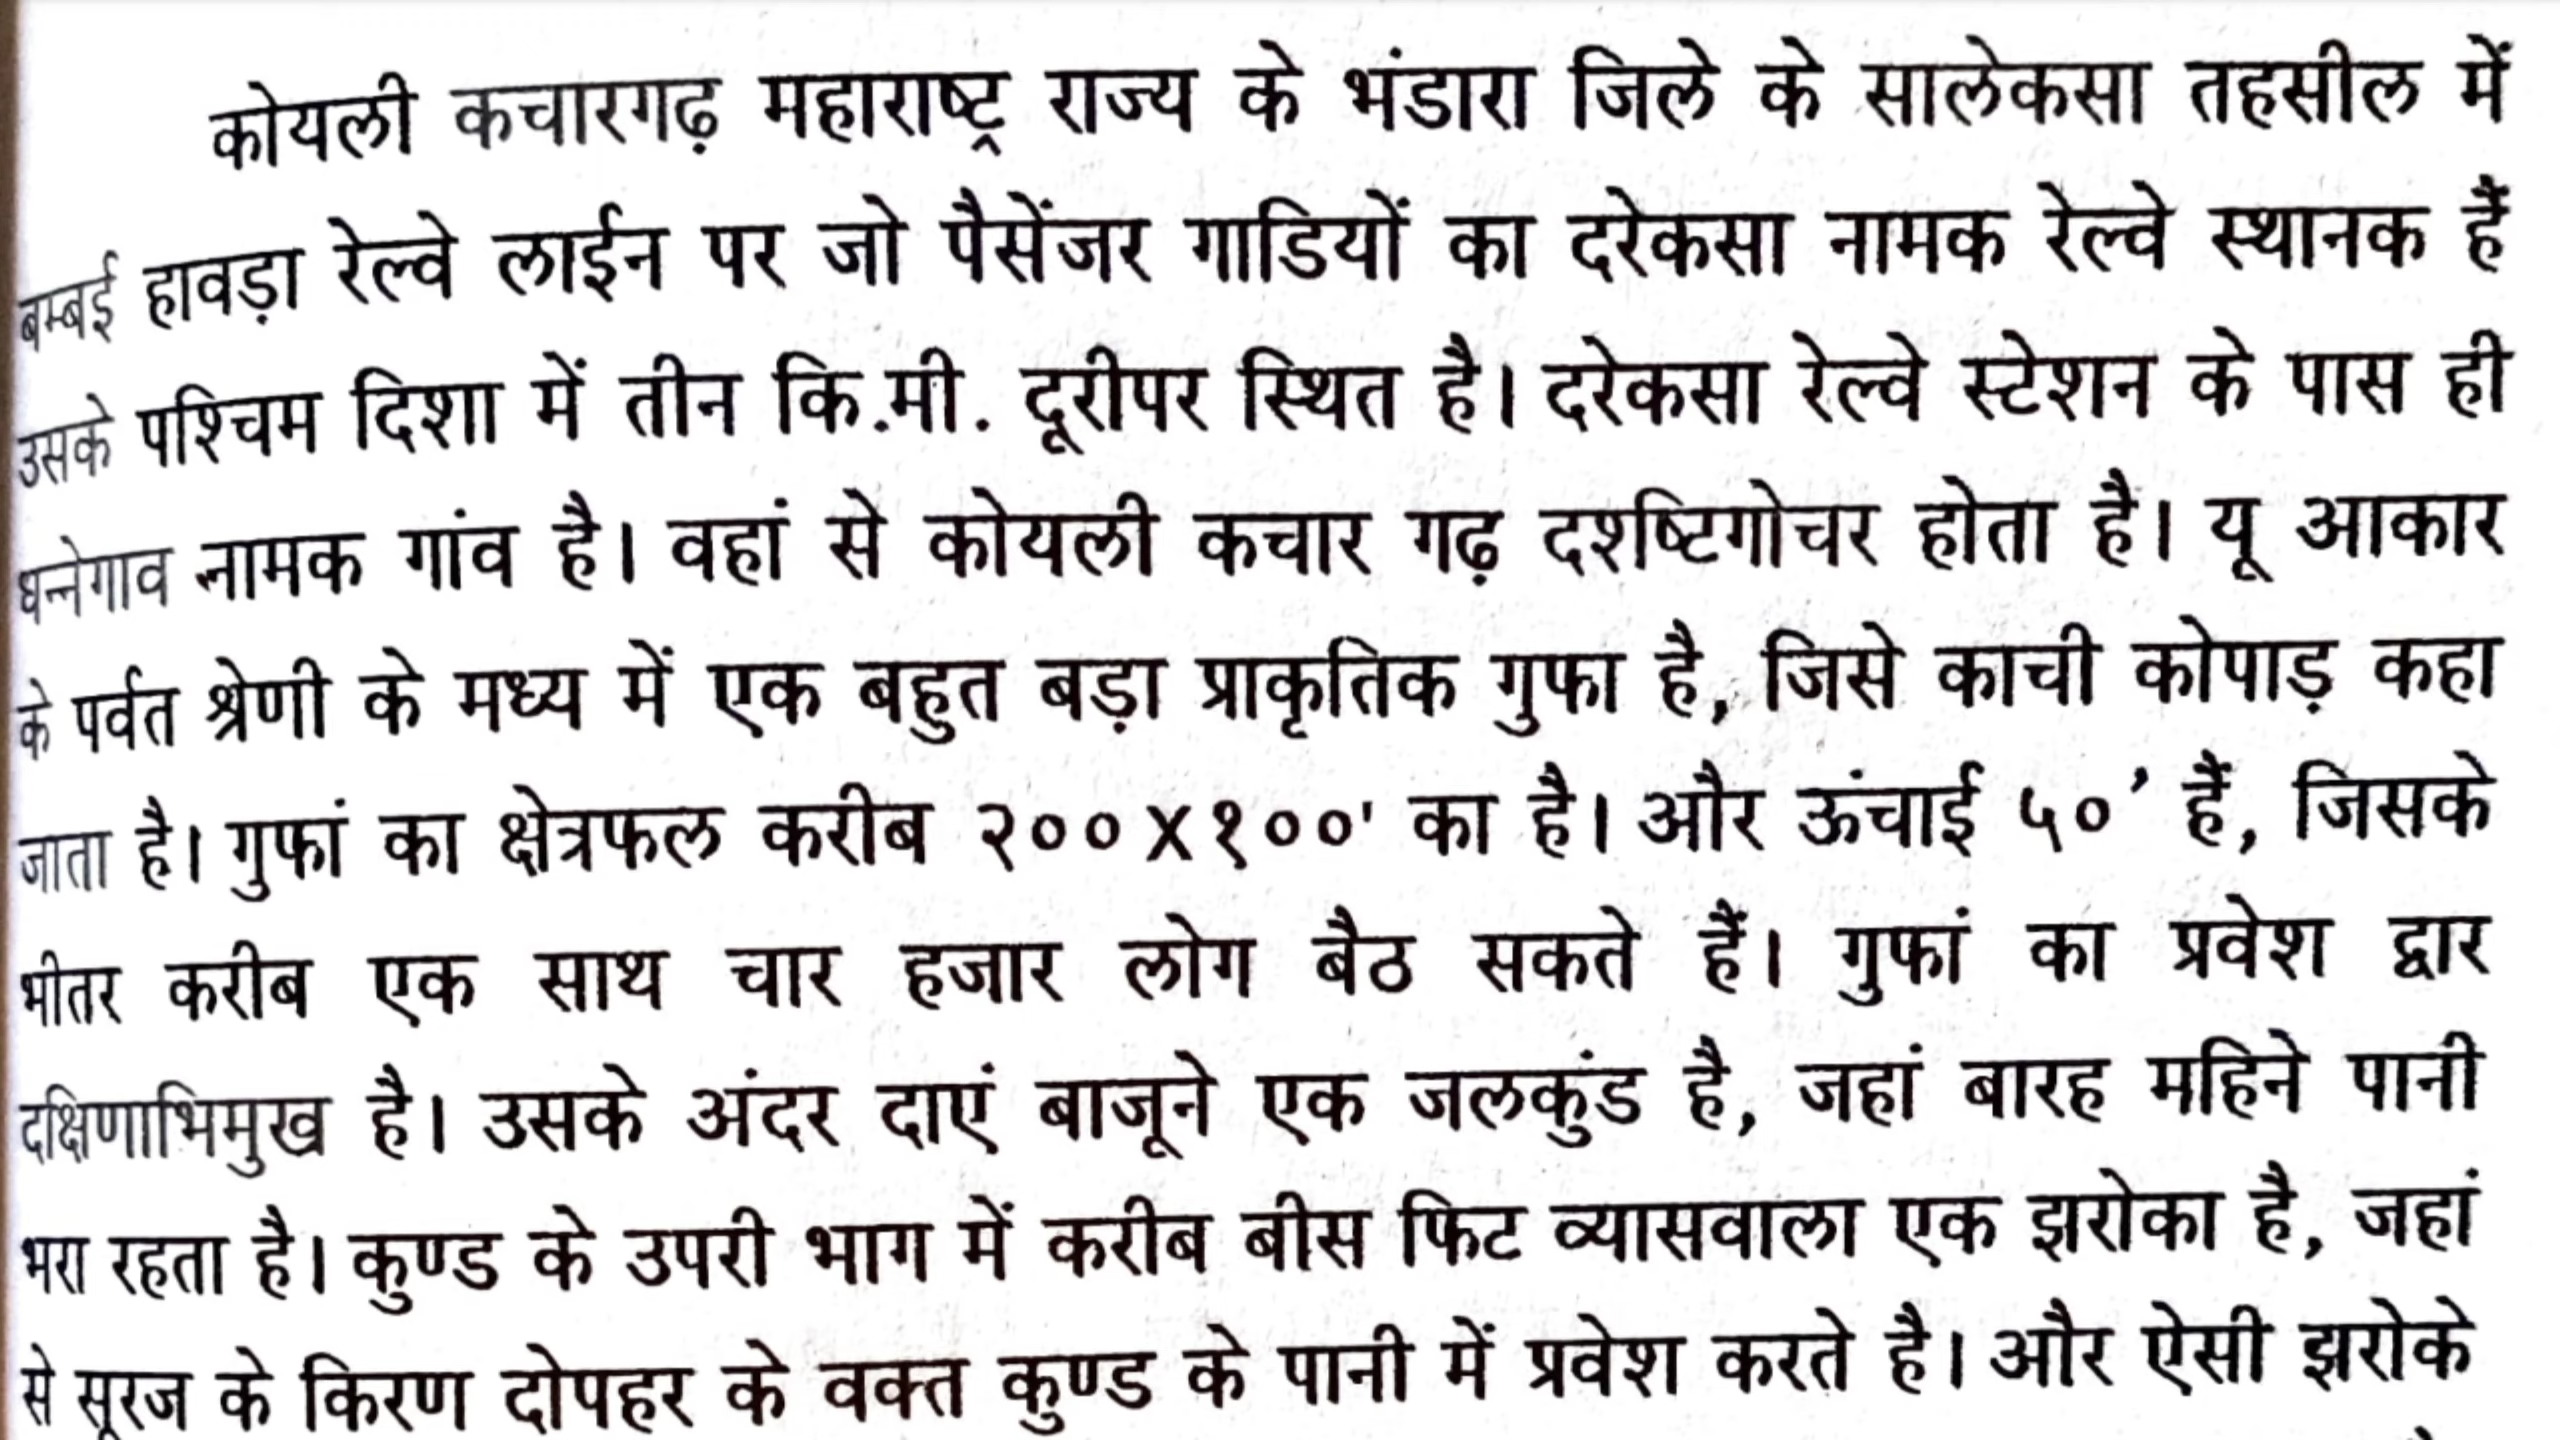 कोयली कचारगढ़ महाराष्ट्र राज्य के भंडारा जिले के सालेकसा तहसील में
बम्बई हावड़ा रेल्वे लाईन पर जो पैसेंजर गाडियों का दरेकसा नामक रेल्वे स्थानक हैं
उसके पश्चिम दिशा में तीन कि.मी. दूरीपर स्थित है। दरेकसा रेल्वे स्टेशन के पास ही
धन्नेगाव नामक गांव है। वहां से कोयली कचार गढ़ दशष्टिगोचर होता है। यू आकार
के पर्वत श्रेणी के मध्य में एक बहुत बड़ा प्राकृतिक गुफा है, जिसे काची कोपाड़ कहा
जाता है। गुफां का क्षेत्रफल करीब २००X१००' का है। और ऊंचाई ५०’ हैं, जिसके
भीतर करीब एक साथ चार हजार लोग बैठ सकते हैं। गुफां का प्रवेश द्वार
दक्षिणाभिमुख है। उसके अंदर दाएं बाजूने एक जलकुंड है, जहां बारह महिने पानी
भरा रहता है। कुण्ड के उपरी भाग में करीब बीस फिट व्यासवाला एक झरोका है, जहां
से सूरज के किरण दोपहर के वक्त कुण्ड के पानी में प्रवेश करते है। और ऐसी झरोके